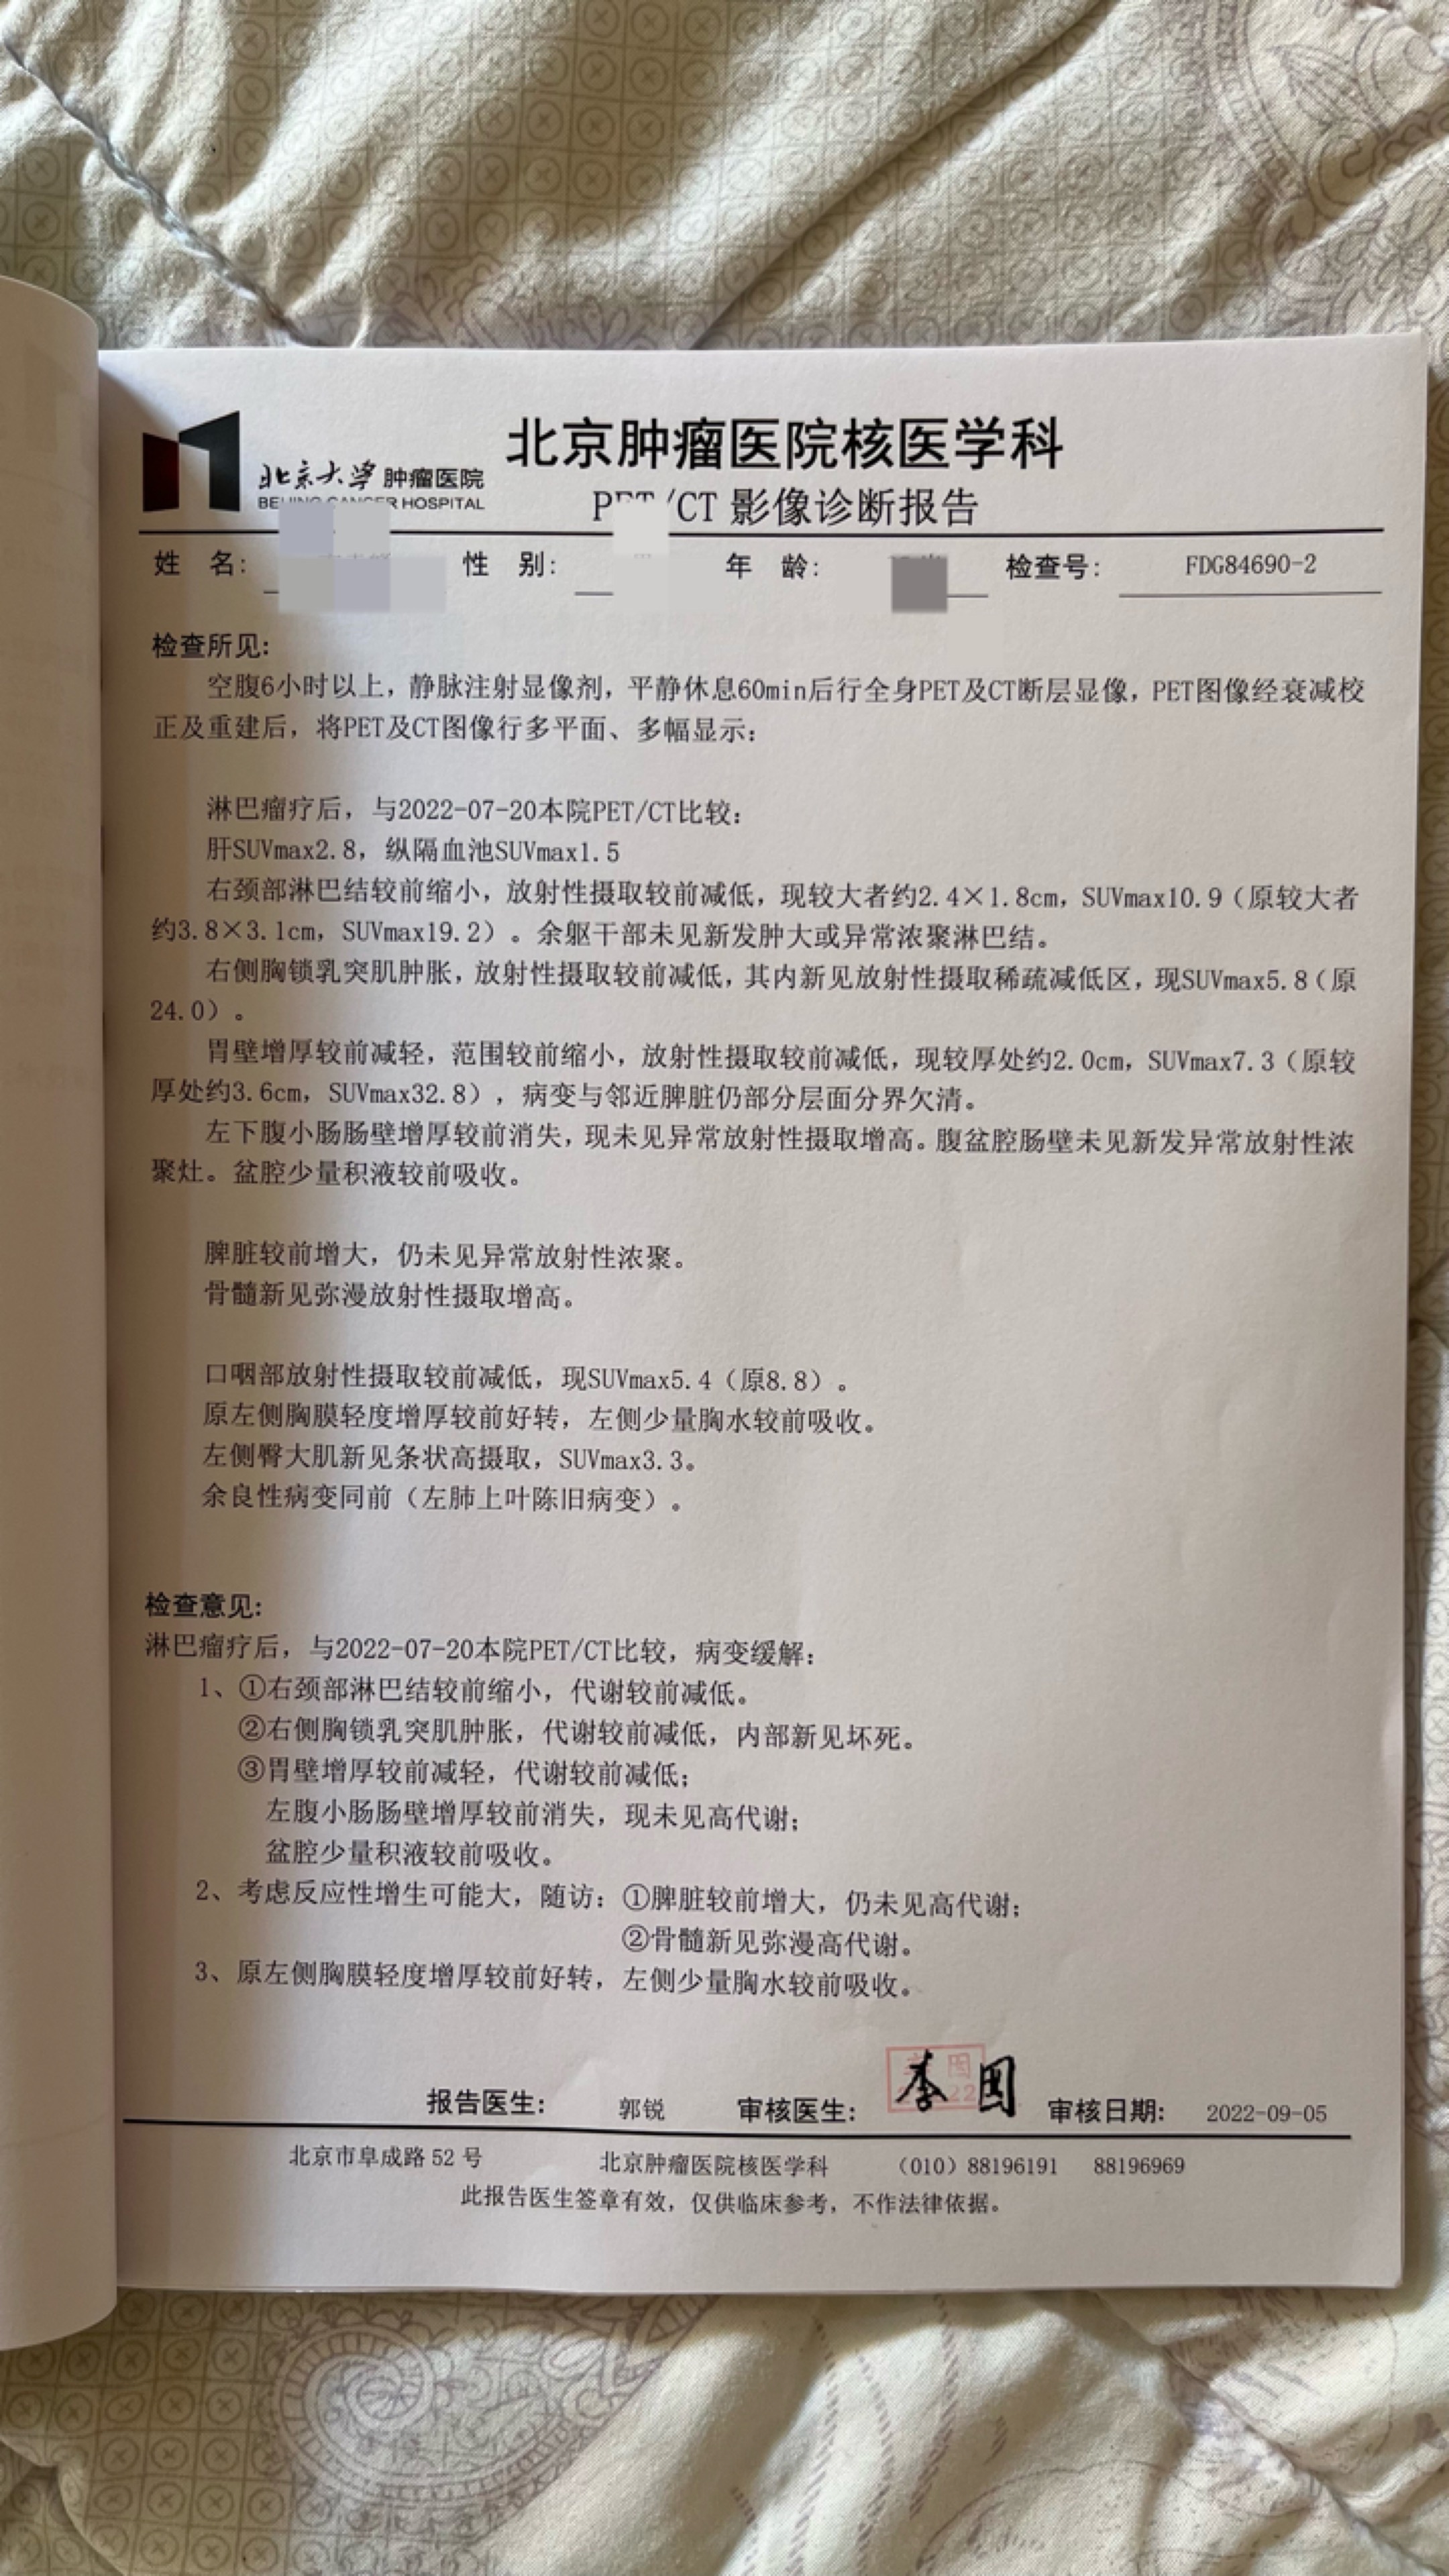 北京大学 肿瘤医院
北京肿瘤医院核医学科
HOSPITAL
/CT 影像诊断报告
姓 名: 性 别: 年 龄: 检查号: FDG84690-2
检查所见:
空腹6小时以上，静脉注射显像剂，平静休息60min后行全身PET及CT断层显像，PET图像经衰减校
正及重建后，将PET及CT图像行多平面、多幅显示:
淋巴瘤疗后，与2022-07-20本院PET/CT比较:
肝SUVmax2.8，纵隔血池SUVmax1.5
右颈部淋巴结较前缩小，放射性摄取较前减低，现较大者约2.4×1.8cm，SUVmax10.9（原较大者
约3.8×3.1cm，SUVmax19.2）。余躯干部未见新发肿大或异常浓聚淋巴结。
右侧胸锁乳突肌肿胀，放射性摄取较前减低，其内新见放射性摄取稀疏减低区，现SUVmax5.8（原
24.0）。
胃壁增厚较前减轻，范围较前缩小，放射性摄取较前减低，现较厚处约2.0cm，SUVmax7.3（原较
厚处约3.6cm，SUVmax32.8），病变与邻近脾脏仍部分层面分界欠清。
左下腹小肠肠壁增厚较前消失，现未见异常放射性摄取增高。腹盆腔肠壁未见新发异常放射性浓
聚灶。盆腔少量积液较前吸收。
脾脏较前增大，仍未见异常放射性浓聚。
骨髓新见弥漫放射性摄取增高。
口咽部放射性摄取较前减低，现SUVmax5.4（原8.8）。
原左侧胸膜轻度增厚较前好转，左侧少量胸水较前吸收。
左侧臀大肌新见条状高摄取，SUVmax3.3。
余良性病变同前（左肺上叶陈旧病变）。
检查意见:
淋巴瘤疗后，与2022-07-20本院PET/CT比较，病变缓解:
1、①右颈部淋巴结较前缩小，代谢较前减低。
②右侧胸锁乳突肌肿胀，代谢较前减低，内部新见坏死。
③胃壁增厚较前减轻，代谢较前减低;
左腹小肠肠壁增厚较前消失，现未见高代谢;
盆腔少量积液较前吸收。
2、考虑反应性增生可能大，随访: ①脾脏较前增大，仍未见高代谢;
②骨髓新见弥漫高代谢。
3、原左侧胸膜轻度增厚较前好转，左侧少量胸水较前吸收。
报告医生: 郭锐 审核医生: 李囡 审核日期: 2022-09-05
北京市阜成路 52 号 北京肿瘤医院核医学科 （010）88196191 88196969
此报告医生签章有效，仅供临床参考，不作法律依据。